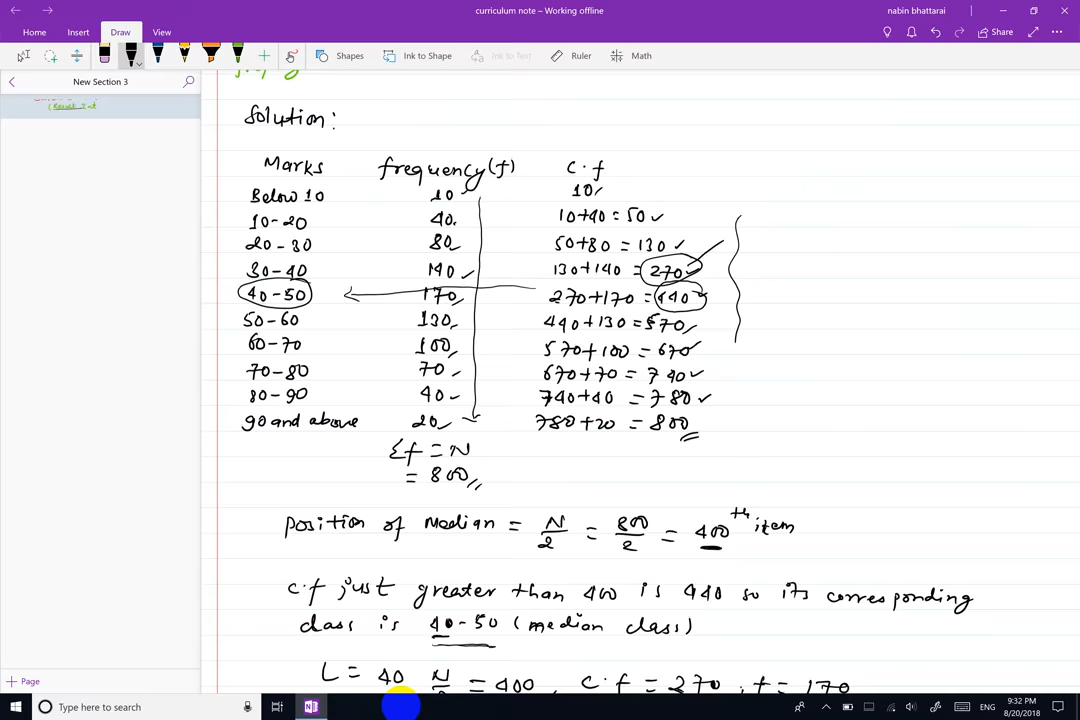 curriculum note – Working offline
nabin bhattarai
Home Insert Draw View
Share
Shapes Ink to Shape Ink to Text Ruler Math
New Section 3
Solution:
Marks frequency(f) c.f
Below 10 10 10
10-20 40 10+40 = 50
20-30 80 50+80 = 130
30-40 140 130+140 = 270
40-50 170 270+170 = 440
50-60 130 440+130 = 570
60-70 100 570+100 = 670
70-80 70 670+70 = 740
80-90 40 740+40 = 780
90 and above 20 780+20 = 800
Σf = N
= 800
Position of Median = N/2 = 800/2 = 400th item
c.f just greater than 400 is 440 so its corresponding
class is 40-50 (median class)
L = 40 N/2 = 400, c.f = 270, f = 170
Page
Type here to search
ENG
9:32 PM
8/20/2018